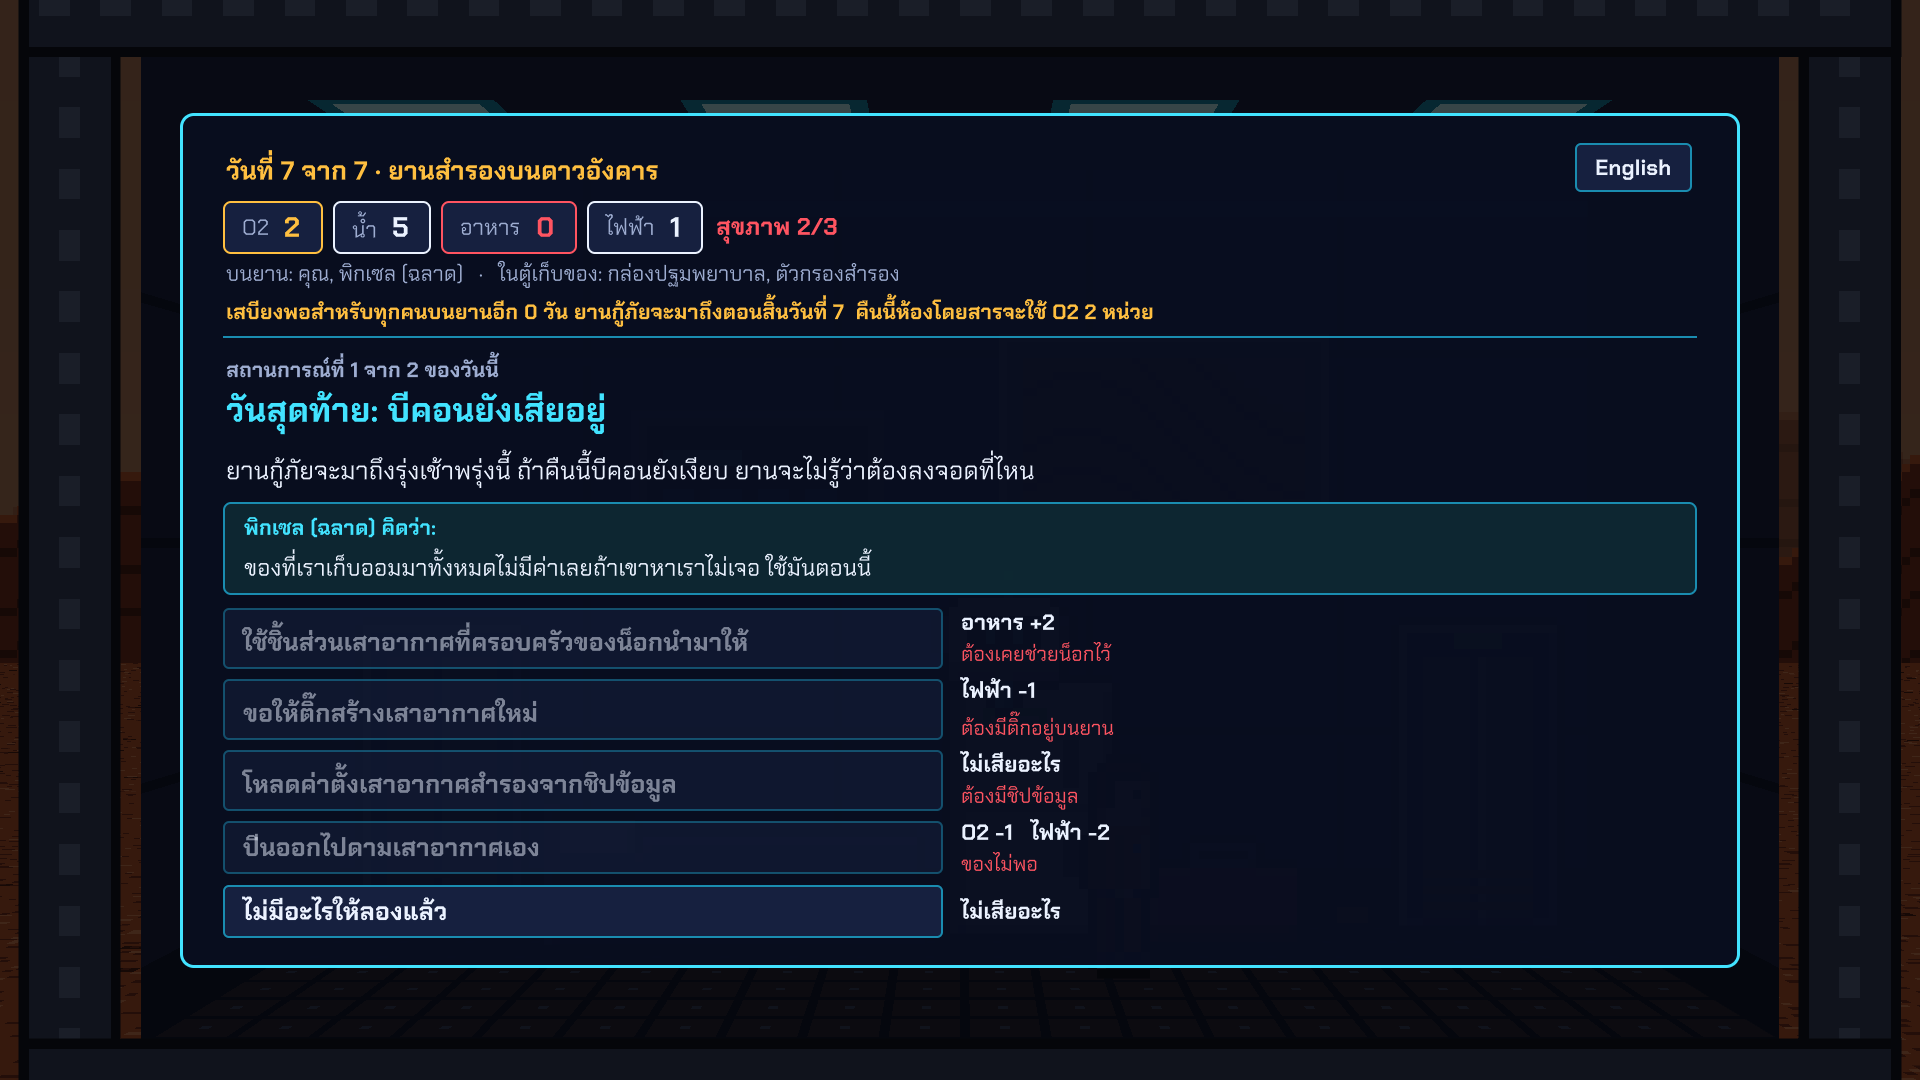 วันที่ 7 จาก 7 · ยานสำรองบนดาวอังคาร
English
O2 2 น้ำ 5 อาหาร 0 ไฟฟ้า 1 สุขภาพ 2/3
บนยาน: คุณ, พิกเซล (ฉลาด) · ในตู้เก็บของ: กล่องปฐมพยาบาล, ตัวกรองสำรอง
เสบียงพอสำหรับทุกคนบนยานอีก 0 วัน ยานกู้ภัยจะมาถึงตอนสิ้นวันที่ 7 คืนนี้ห้องโดยสารจะใช้ O2 2 หน่วย
สถานการณ์ที่ 1 จาก 2 ของวันนี้
วันสุดท้าย: บีคอนยังเสียอยู่
ยานกู้ภัยจะมาถึงรุ่งเช้าพรุ่งนี้ ถ้าคืนนี้บีคอนยังเงียบ ยานจะไม่รู้ว่าต้องลงจอดที่ไหน
พิกเซล (ฉลาด) คิดว่า:
ของที่เราเก็บออมมาทั้งหมดไม่มีค่าเลยถ้าเขาหาเราไม่เจอ ใช้มันตอนนี้
ใช้ชิ้นส่วนเสาอากาศที่ครอบครัวของน็อกนำมาให้
อาหาร +2
ต้องเคยช่วยน็อกไว้
ขอให้ติ๊กสร้างเสาอากาศใหม่
ไฟฟ้า -1
ต้องมีติ๊กอยู่บนยาน
โหลดค่าตั้งเสาอากาศสำรองจากชิปข้อมูล
ไม่เสียอะไร
ต้องมีชิปข้อมูล
ปีนออกไปดามเสาอากาศเอง
O2 -1 ไฟฟ้า -2
ของไม่พอ
ไม่มีอะไรให้ลองแล้ว
ไม่เสียอะไร